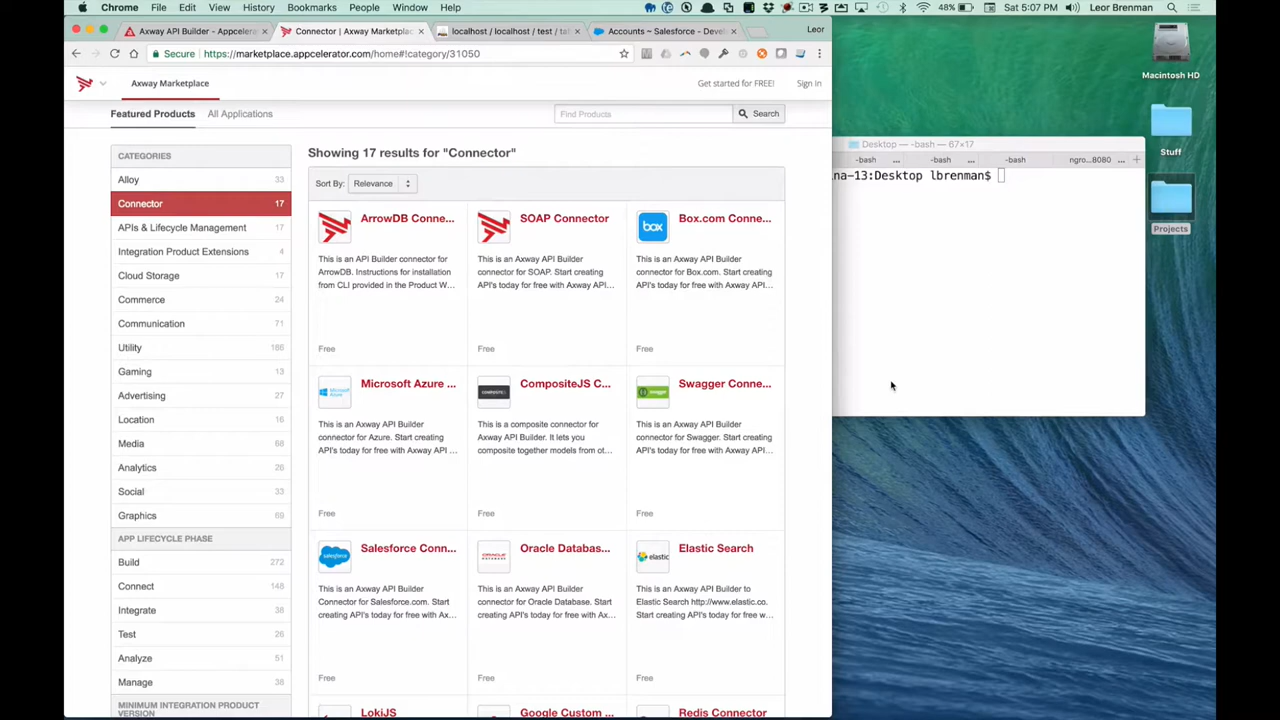 Chrome File Edit View History Bookmarks People Window Help 48% Sat 5:07 PM Leor Brenman
Axway API Builder - Appcelera
Connector | Axway Marketplac
localhost / localhost / test / tab
Accounts ~ Salesforce - Devel
Leor
Secure https://marketplace.appcelerator.com/home#!category/31050
Axway Marketplace
Get started for FREE! Sign in
Featured Products All Applications
Find Products
Search
CATEGORIES
Alloy 33
Connector 17
APIs & Lifecycle Management 17
Integration Product Extensions 4
Cloud Storage 17
Commerce 24
Communication 71
Utility 186
Gaming 13
Advertising 27
Location 16
Media 68
Analytics 26
Social 33
Graphics 69
APP LIFECYCLE PHASE
Build 272
Connect 148
Integrate 38
Test 26
Analyze 51
Manage 38
MINIMUM INTEGRATION PRODUCT
VERSION
Showing 17 results for "Connector"
Sort By: Relevance
ArrowDB Conne...
This is an API Builder connector for
ArrowDB. Instructions for installation
from CLI provided in the Product W...
Free
SOAP Connector
This is an Axway API Builder
connector for SOAP. Start creating
API's today for free with Axway API...
Free
box
Box.com Conne...
This is an Axway API Builder
connector for Box.com. Start
creating API's today for free with A...
Free
Microsoft Azure ...
This is an Axway API Builder
connector for Azure. Start creating
API's today for free with Axway API ...
Free
CompositeJS C...
This is a composite connector for
Axway API Builder. It lets you
composite together models from ot...
Free
swagger
Swagger Conne...
This is an Axway API Builder
connector for Swagger. Start
creating API's today for free with A...
Free
Salesforce Conn...
This is an Axway API Builder
Connector for Salesforce.com. Start
creating API's today for free with A...
Free
ORACLE
Oracle Databas...
This is an Axway API Builder
connector for Oracle Database. Start
creating API's today for free with Ax...
Free
elastic
Elastic Search
This is an Axway API Builder to
Elastic Search http://www.elastic.co.
Start creating API's today for free w...
Free
LokiJS
Google Custom ...
Redis Connector
Desktop — -bash — 67×17
-bash ... -bash ... -bash ngro...8080 ... +
na-13:Desktop lbrenman$
Macintosh HD
Stuff
Projects